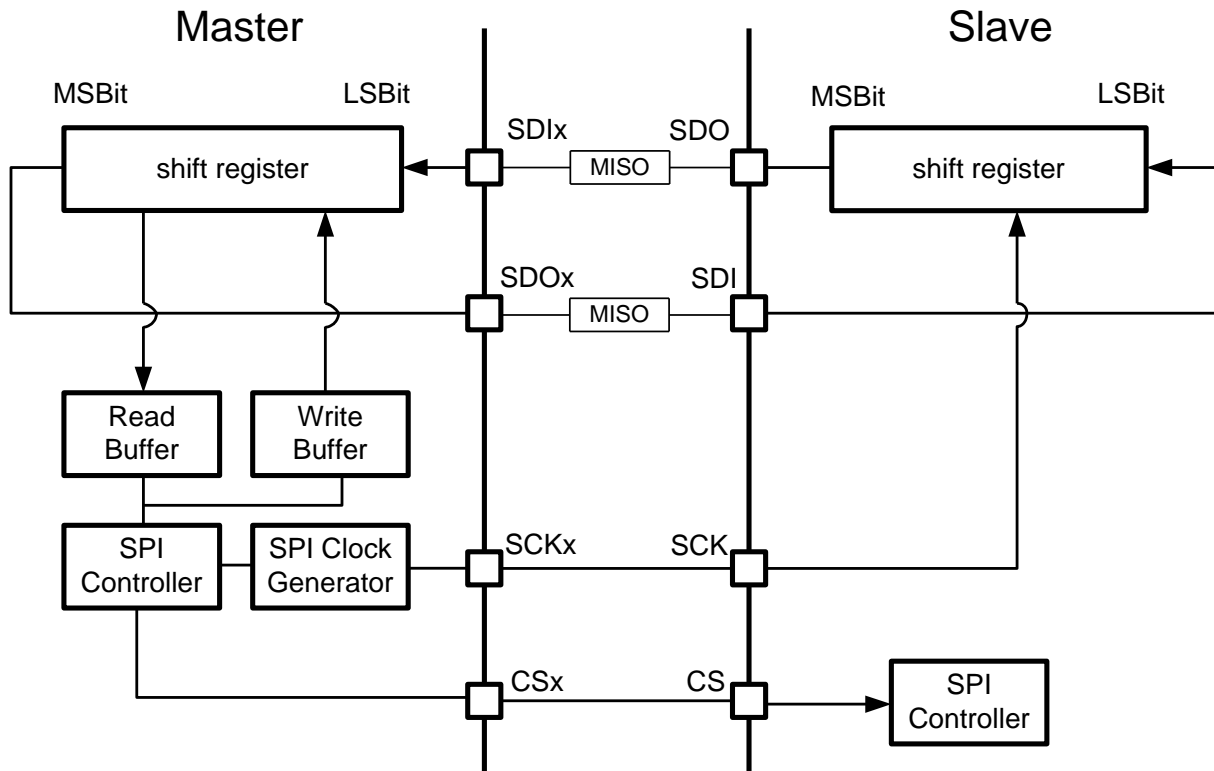 Master
Slave
MSBit
LSBit
MSBit
LSBit
SDIx
SDO
shift register
MISO
shift register
SDOx
SDI
MISO
Read
Buffer
Write
Buffer
SPI
Controller
SPI Clock
Generator
SCKx
SCK
CSx
CS
SPI
Controller